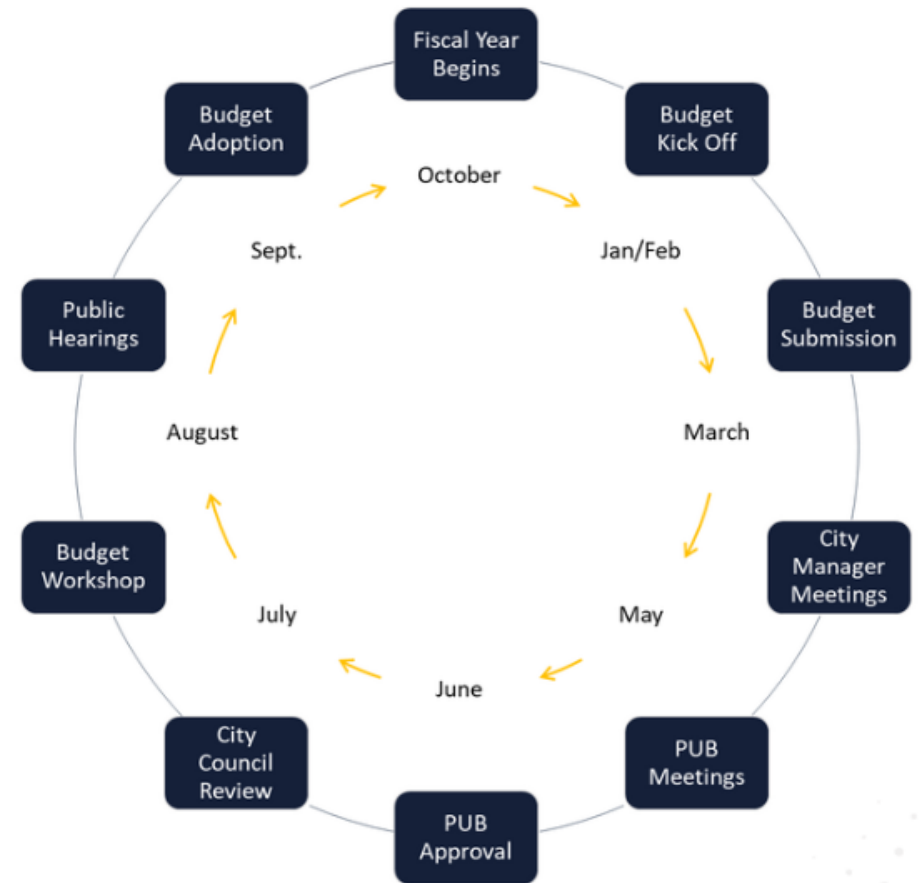 Fiscal Year
Begins
Budget
Kick Off
Budget
Submission
City
Manager
Meetings
PUB
Meetings
PUB
Approval
City
Council
Review
Budget
Workshop
Public
Hearings
Budget
Adoption
October
Jan/Feb
March
May
June
July
August
Sept.